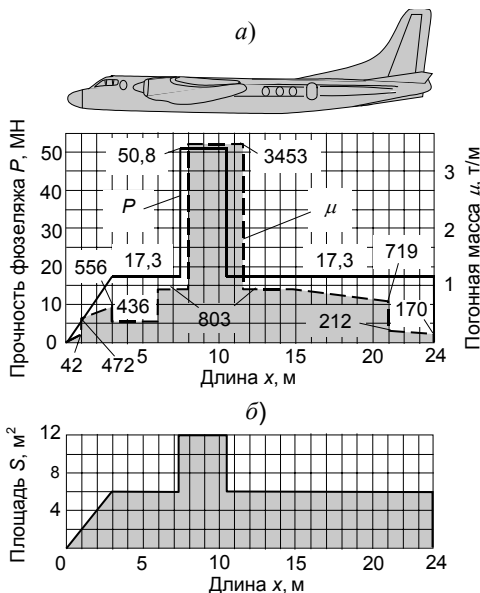 а)
Прочность фюзеляжа P, МН
Погонная масса μ, т/м
50 50,8 3453 3
40
P μ
30 2
20 17,3 17,3 719
556 1
10 436 803 212 170
0
42 472 5 10 15 20 24
Длина x, м
б)
Площадь S, м²
12
8
4
0 5 10 15 20 24
Длина x, м